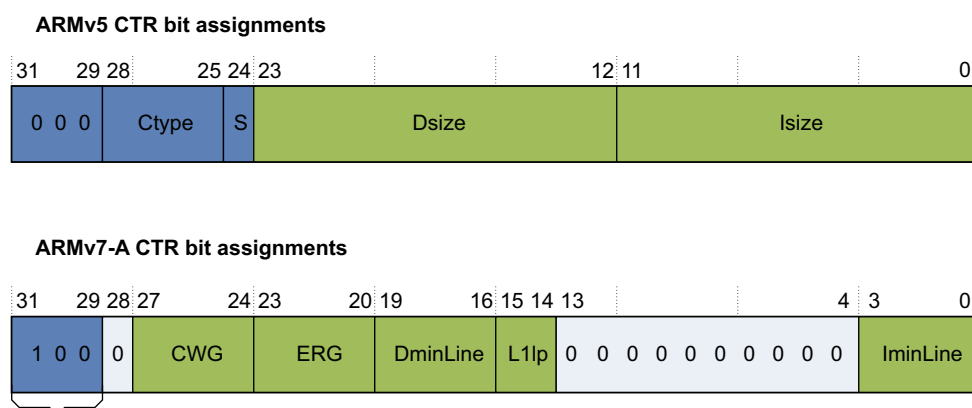 ARMv5 CTR bit assignments
31 29 28 25 24 23 12 11 0
0 0 0 Ctype S Dsize Isize
ARMv7-A CTR bit assignments
31 29 28 27 24 23 20 19 16 15 14 13 4 3 0
1 0 0 0 CWG ERG DminLine L1Ip 0 0 0 0 0 0 0 0 0 0 IminLine